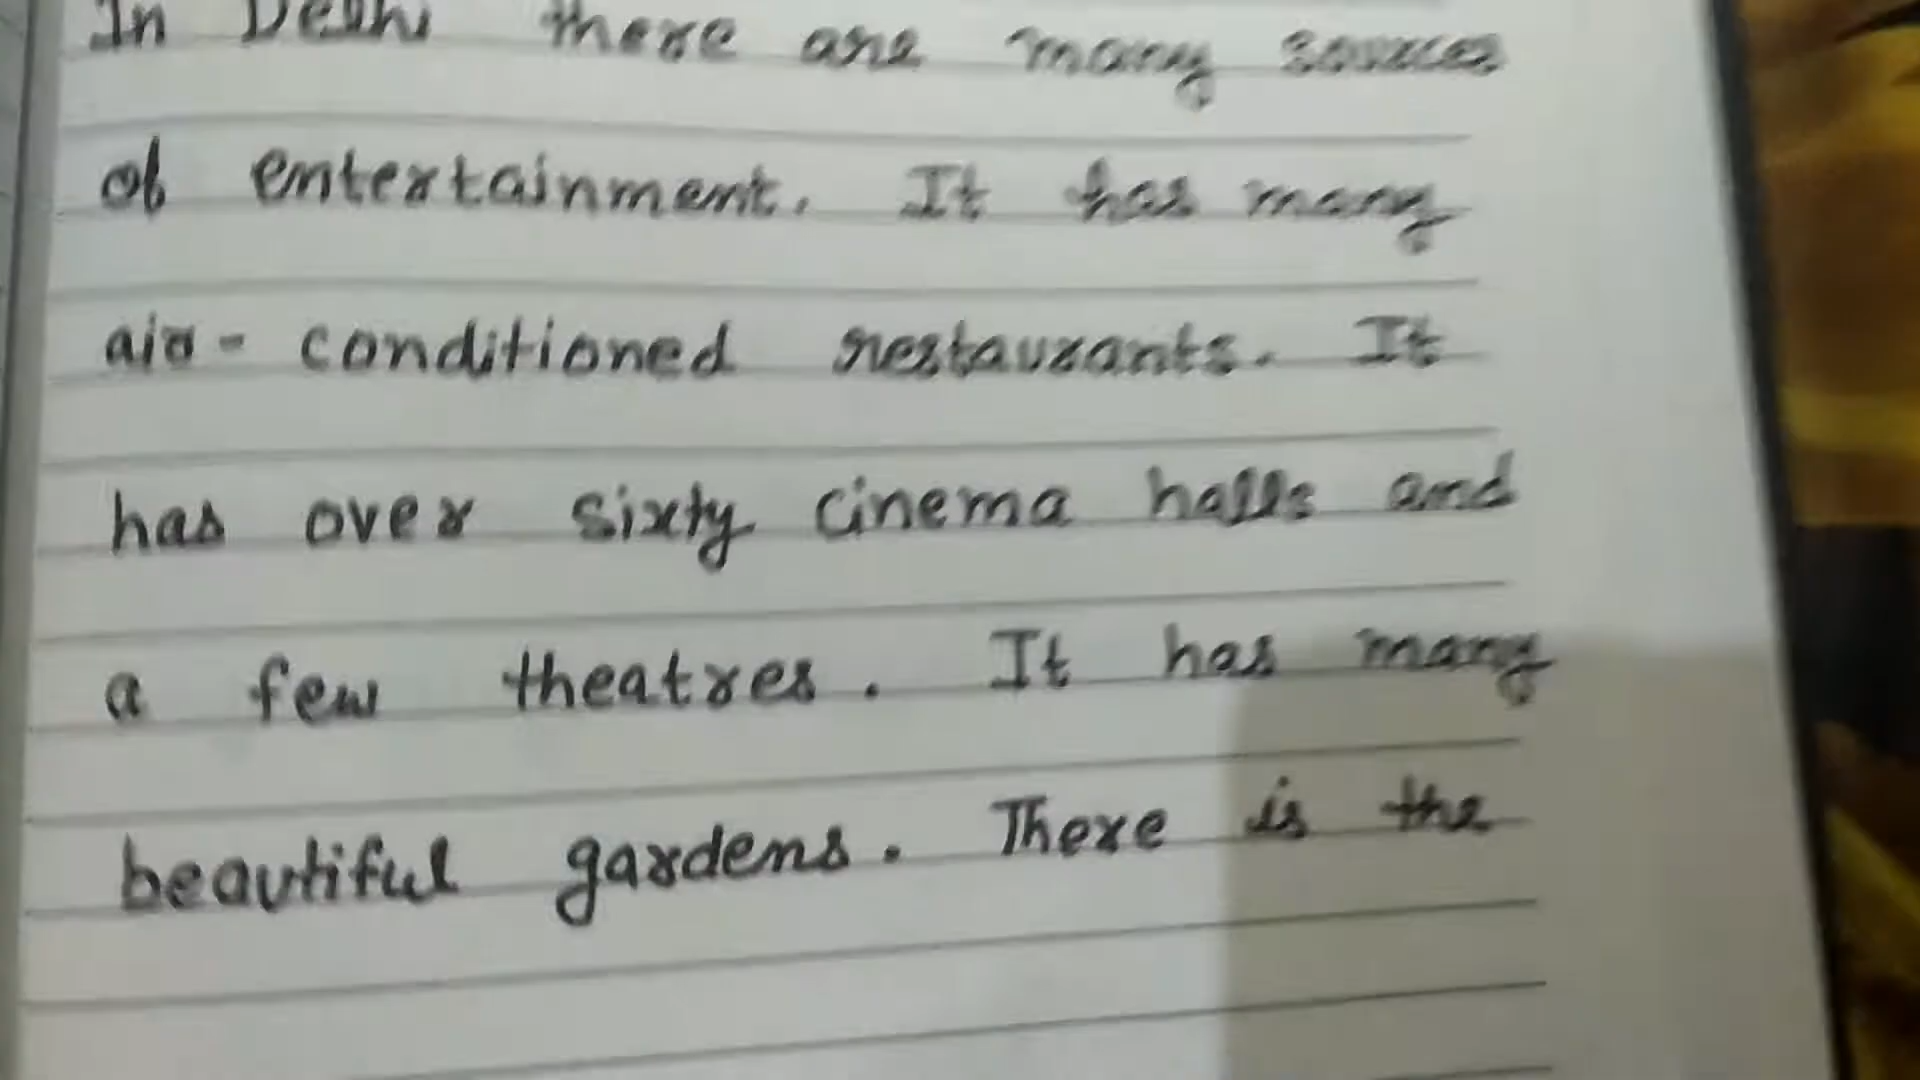 In Delhi there are many sources
of entertainment. It has many
air-conditioned restaurants. It
has over sixty cinema halls and
a few theatres. It has many
beautiful gardens. There is the